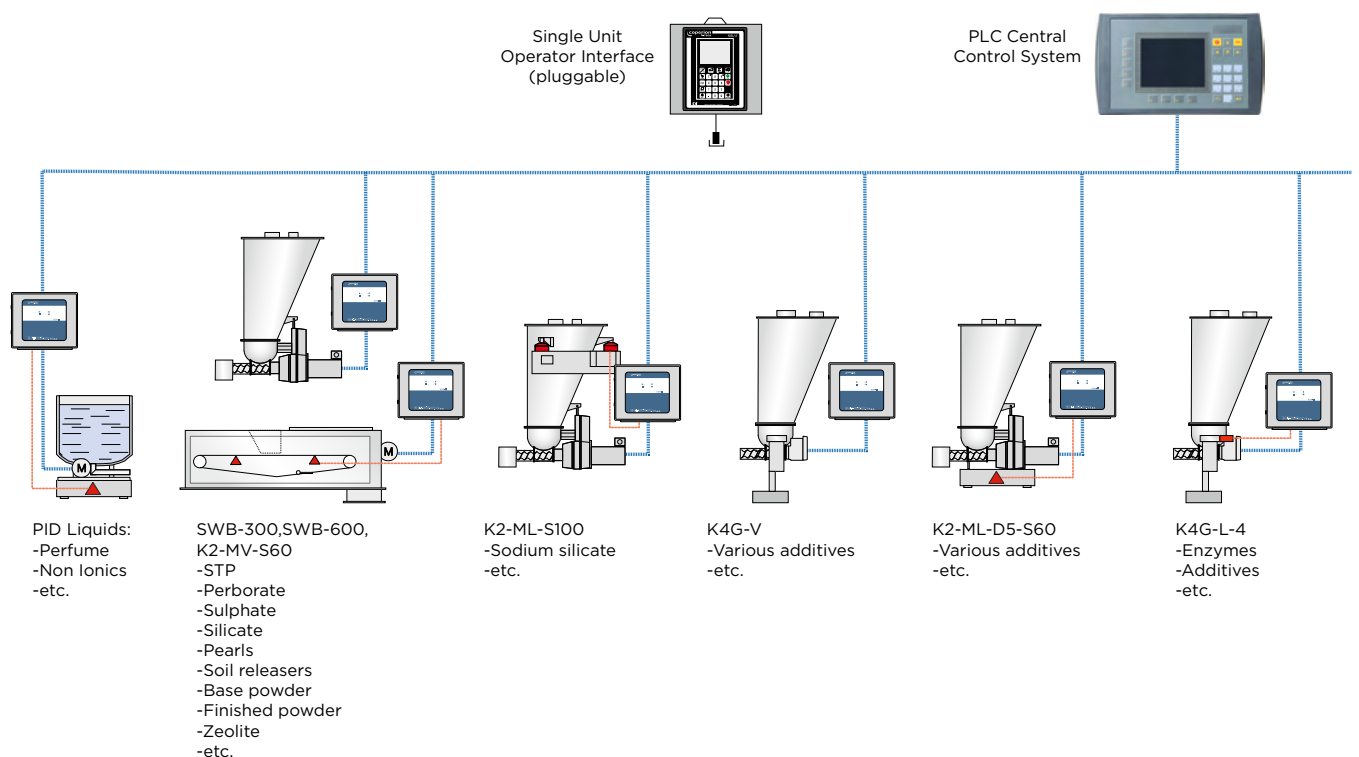 Single Unit
Operator Interface
(pluggable)
coperion
PLC Central
Control System
M
M
PID Liquids:
-Perfume
-Non Ionics
-etc.
SWB-300,SWB-600,
K2-MV-S60
-STP
-Perborate
-Sulphate
-Silicate
-Pearls
-Soil releasers
-Base powder
-Finished powder
-Zeolite
-etc.
K2-ML-S100
-Sodium silicate
-etc.
K4G-V
-Various additives
-etc.
K2-ML-D5-S60
-Various additives
-etc.
K4G-L-4
-Enzymes
-Additives
-etc.